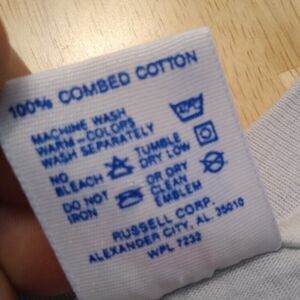 100% COMBED COTTON
MACHINE WASH
WARM-COLORS
WASH SEPARATELY
NO BLEACH
TUMBLE DRY LOW
DO NOT IRON
OR DRY CLEAN EMBLEM
RUSSELL CORP.
ALEXANDER CITY, AL. 35010
WPL 7232